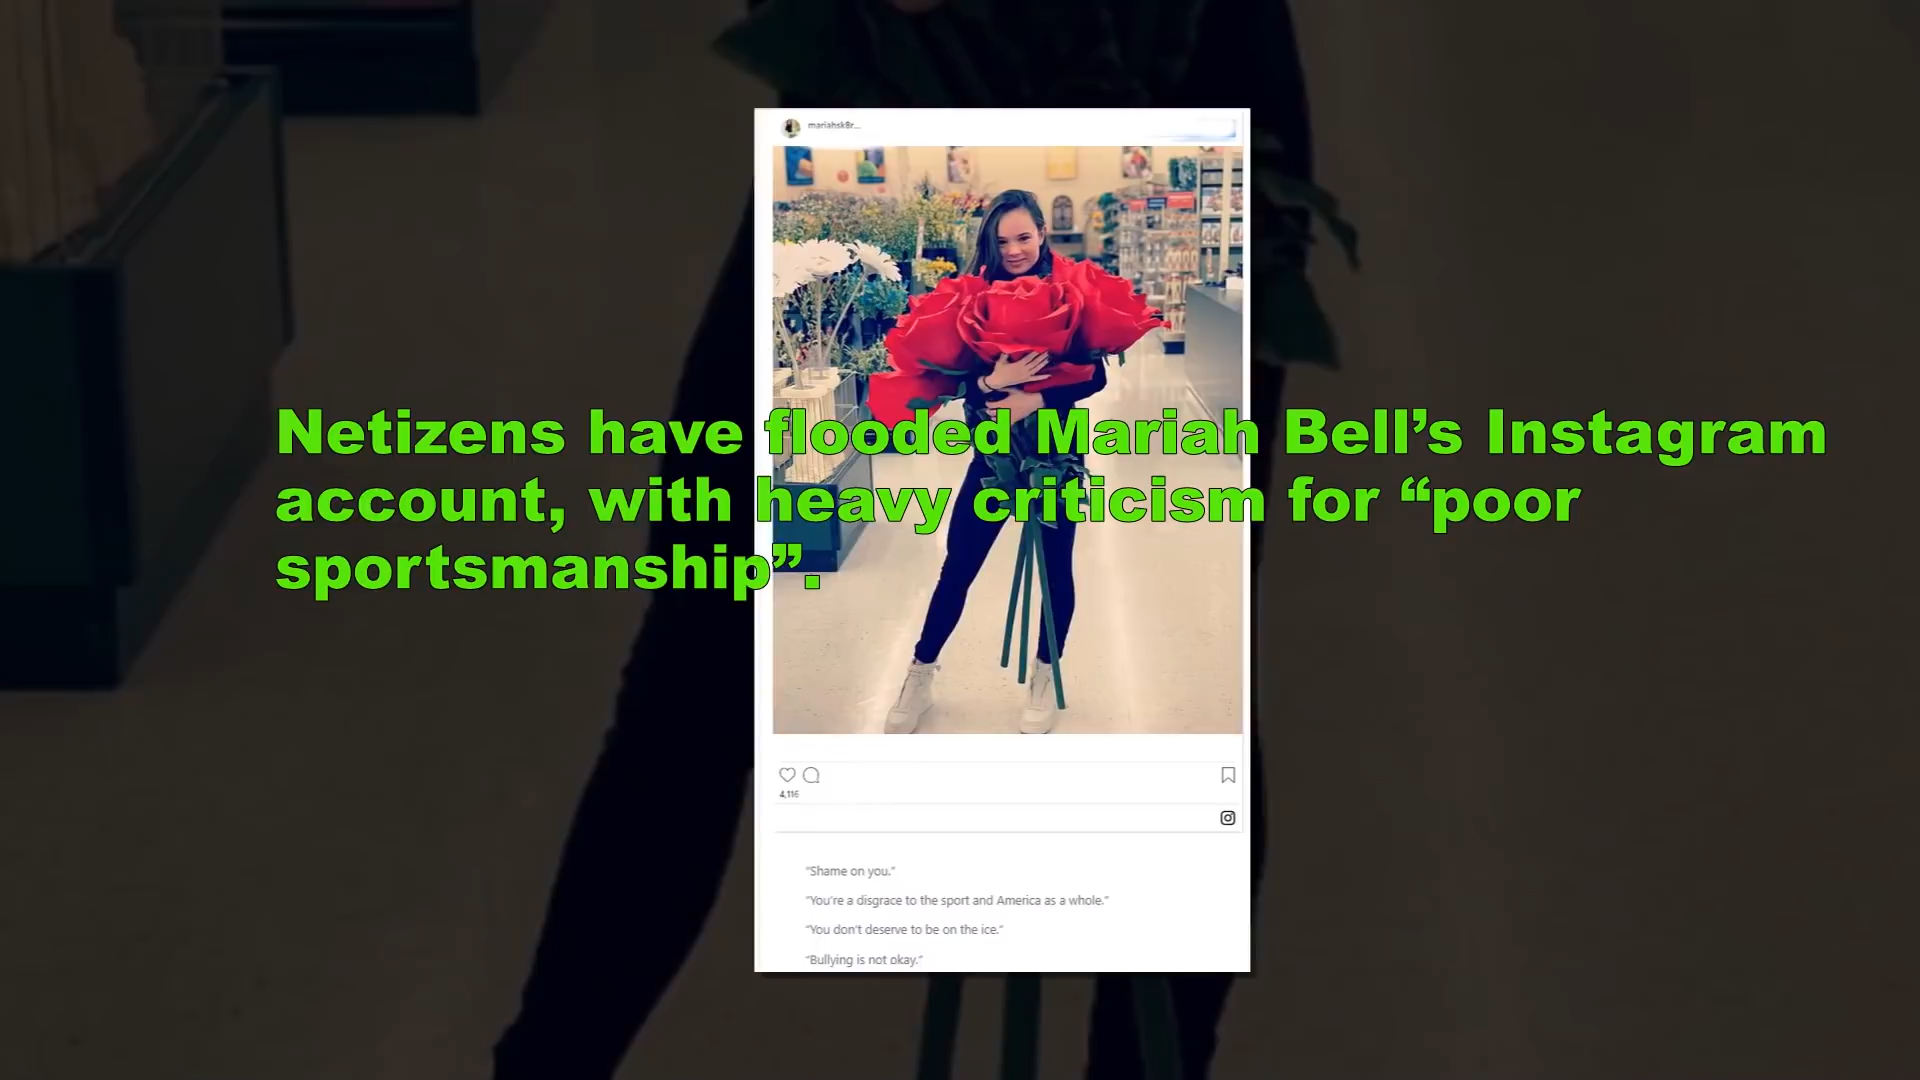 mariahsk8r...
Netizens have flooded Mariah Bell’s Instagram
account, with heavy criticism for “poor
sportsmanship”.
4,116
“Shame on you.”
“You’re a disgrace to the sport and America as a whole.”
“You don’t deserve to be on the ice.”
“Bullying is not okay.”